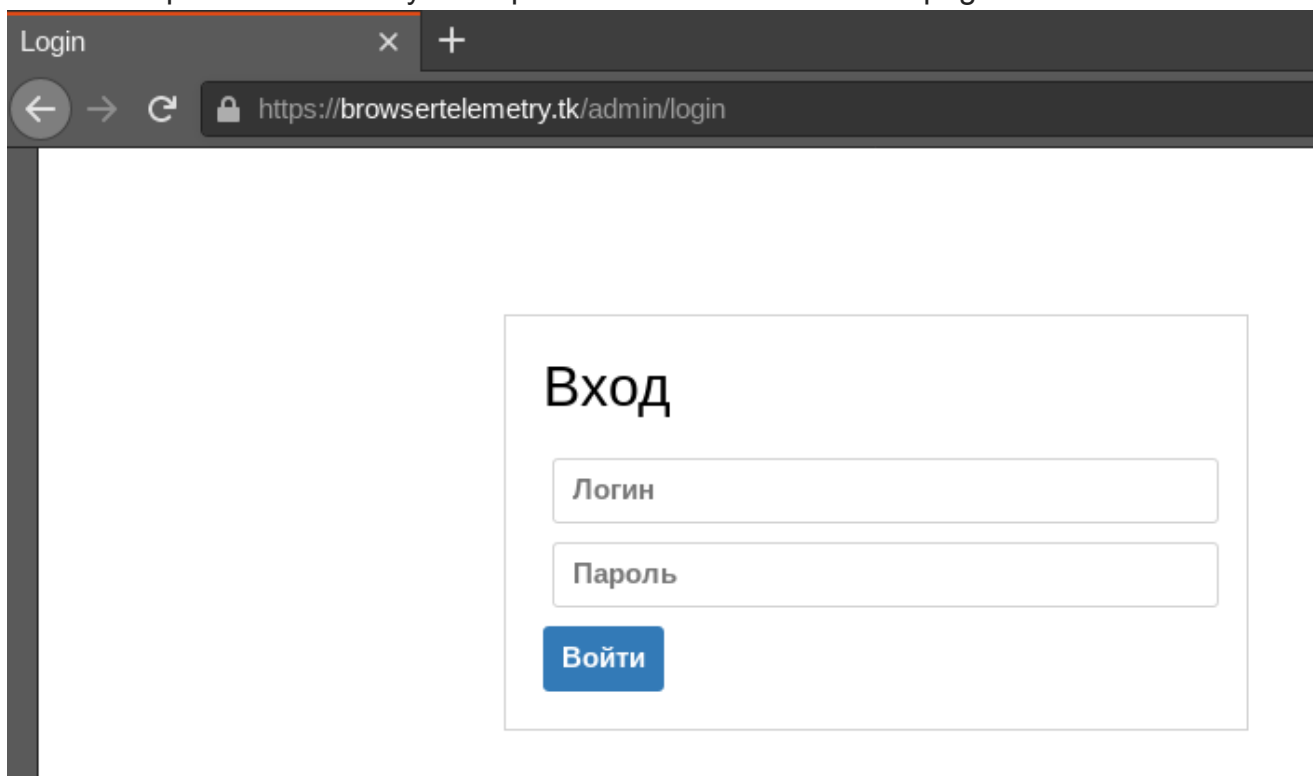 Login
https://browsertelemetry.tk/admin/login
Вход
Логин
Пароль
Войти